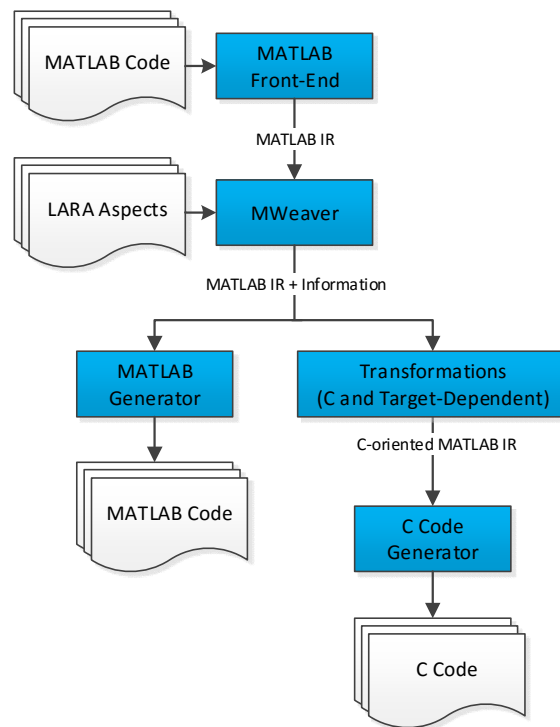 MATLAB Code
MATLAB
Front-End
MATLAB IR
LARA Aspects
MWeaver
MATLAB IR + Information
MATLAB
Generator
Transformations
(C and Target-Dependent)
C-oriented MATLAB IR
MATLAB Code
C Code
Generator
C Code